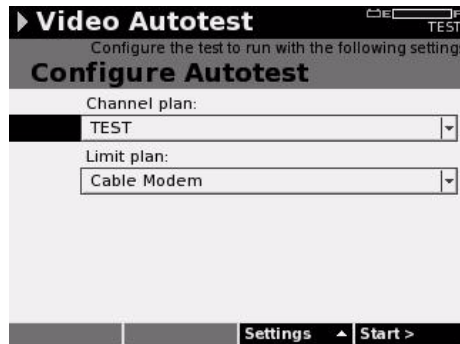 Video Autotest
E F
TEST
Configure the test to run with the following setting
Configure Autotest
Channel plan:
TEST
Limit plan:
Cable Modem
Settings
Start >